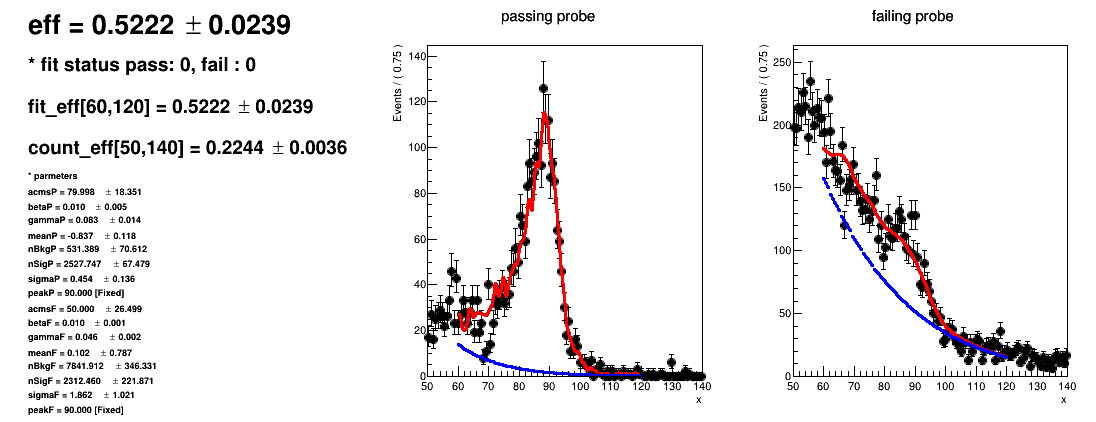 eff = 0.5222 ± 0.0239
* fit status pass: 0, fail : 0
fit_eff[60,120] = 0.5222 ± 0.0239
count_eff[50,140] = 0.2244 ± 0.0036
* parmeters
acmsP = 79.998 ± 18.351
betaP = 0.010 ± 0.005
gammaP = 0.083 ± 0.014
meanP = -0.837 ± 0.118
nBkgP = 531.389 ± 70.612
nSigP = 2527.747 ± 67.479
sigmaP = 0.454 ± 0.136
peakP = 90.000 [Fixed]
acmsF = 50.000 ± 26.499
betaF = 0.010 ± 0.001
gammaF = 0.046 ± 0.002
meanF = 0.102 ± 0.787
nBkgF = 7841.912 ± 346.331
nSigF = 2312.460 ± 221.871
sigmaF = 1.862 ± 1.021
peakF = 90.000 [Fixed]
passing probe
Events / ( 0.75 )
140
120
100
80
60
40
20
0
50 60 70 80 90 100 110 120 130 140
x
failing probe
Events / ( 0.75 )
250
200
150
100
50
0
50 60 70 80 90 100 110 120 130 140
x